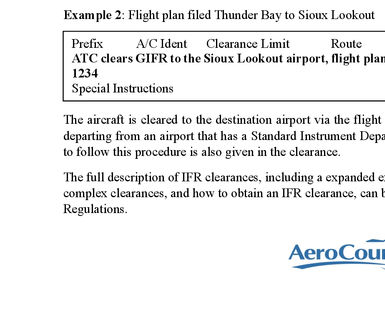 Example 2: Flight plan filed Thunder Bay to Sioux Lookout
Prefix A/C Ident Clearance Limit Route
ATC clears GIFR to the Sioux Lookout airport, flight plan
1234
Special Instructions
The aircraft is cleared to the destination airport via the flight
departing from an airport that has a Standard Instrument Depa
to follow this procedure is also given in the clearance.
The full description of IFR clearances, including a expanded e
complex clearances, and how to obtain an IFR clearance, can b
Regulations.
AeroCour